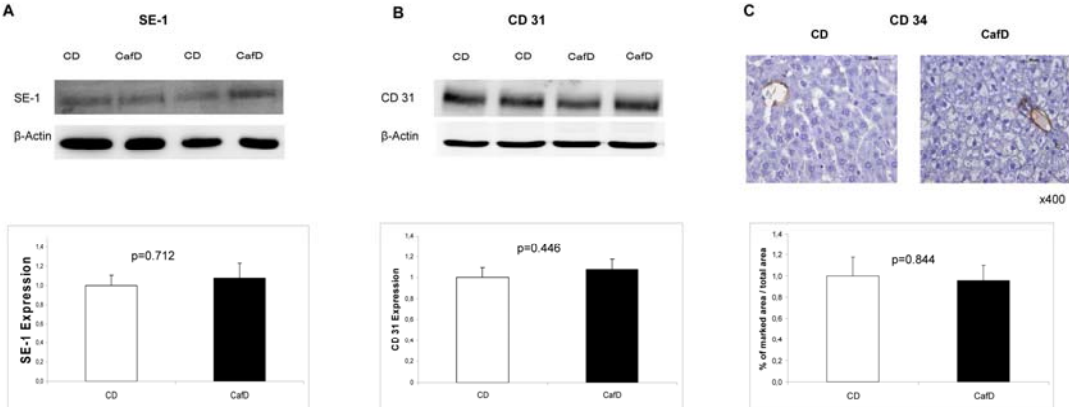 A
SE-1
CD CafD CD CafD
SE-1
β-Actin
p=0.712
SE-1 Expression
1,4
1,2
1,0
0,8
0,6
0,4
0,2
0,0
CD CafD
B
CD 31
CD CD CafD CafD
CD 31
β-Actin
p=0.446
CD 31 Expression
1,4
1,2
1
0,8
0,6
0,4
0,2
0
CD CafD
C
CD 34
CD CafD
x400
p=0.844
% of marked area / total area
1,4
1,2
1,0
0,8
0,6
0,4
0,2
0,0
CD CafD